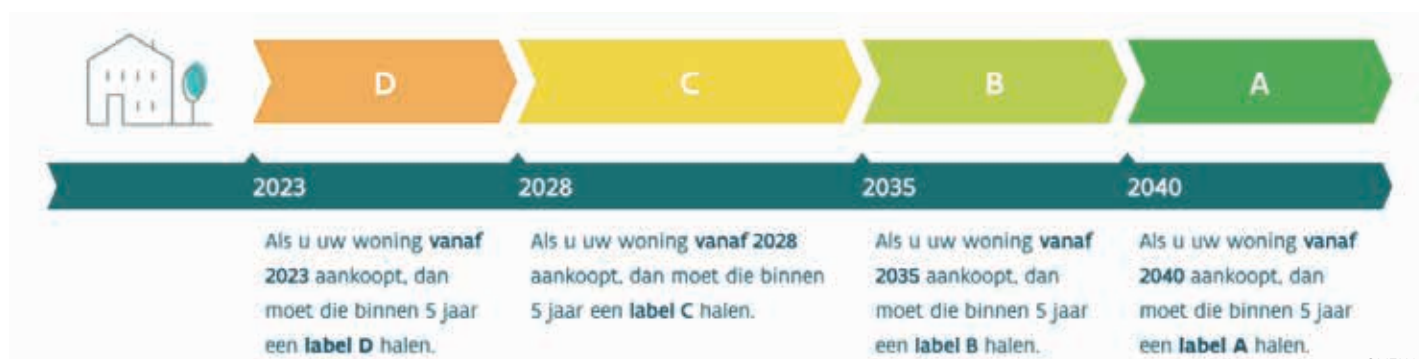 D
C
B
A
2023
2028
2035
2040
Als u uw woning vanaf
2023 aankoopt, dan
moet die binnen 5 jaar
een label D halen.
Als u uw woning vanaf 2028
aankoopt, dan moet die binnen
5 jaar een label C halen.
Als u uw woning vanaf
2035 aankoopt, dan
moet die binnen 5 jaar
een label B halen.
Als u uw woning vanaf
2040 aankoopt, dan
moet die binnen 5 jaar
een label A halen.